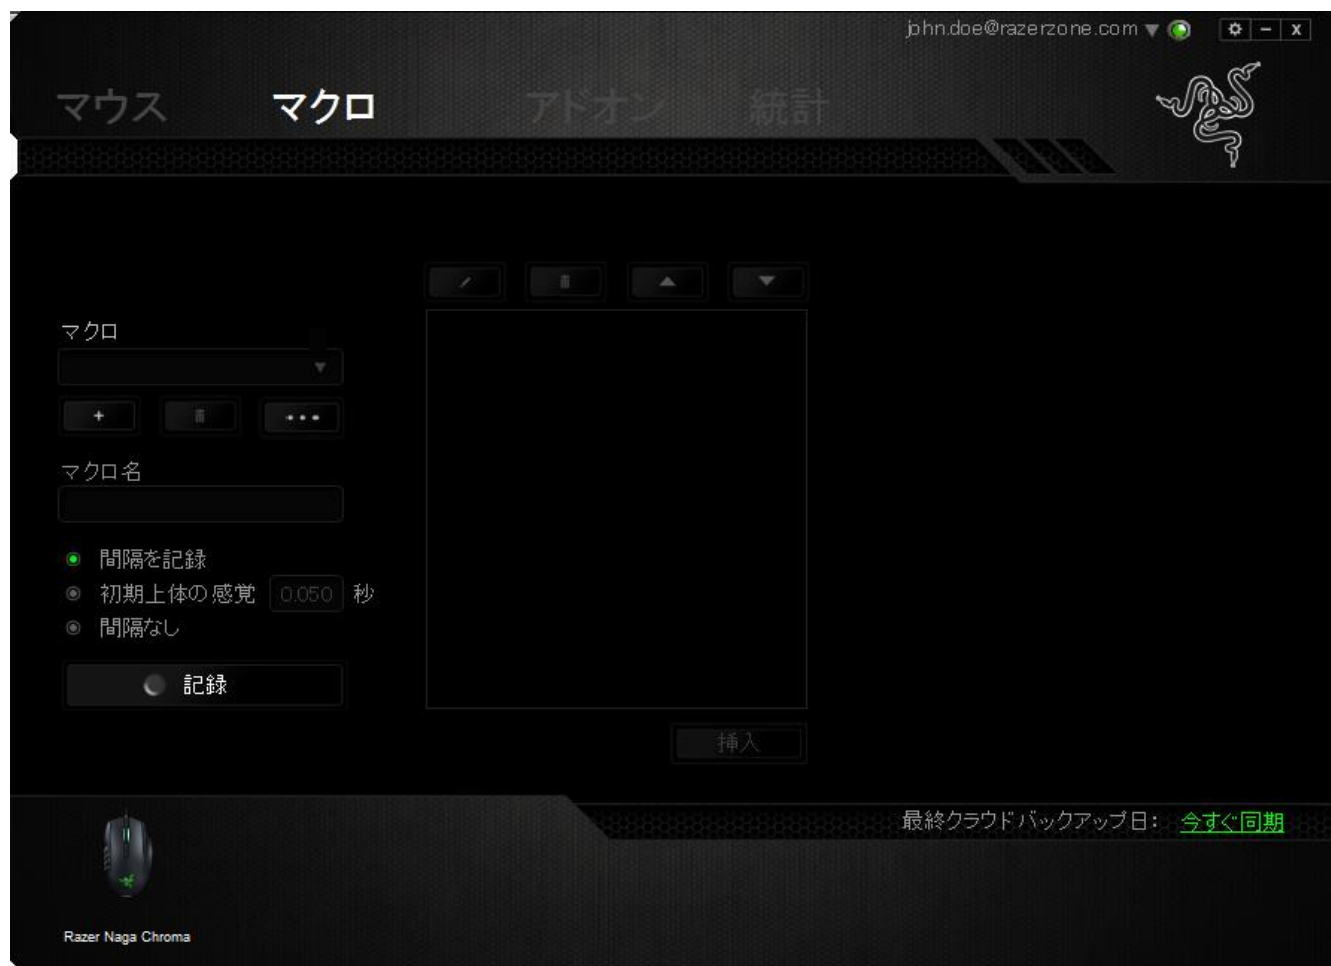 john.doe@razerzone.com
マウス マクロ アドオン 統計
マクロ
マクロ名
間隔を記録
初期上体の感覚 0.050 秒
間隔なし
記録
挿入
最終クラウドバックアップ日： 今すぐ同期
Razer Naga Chroma